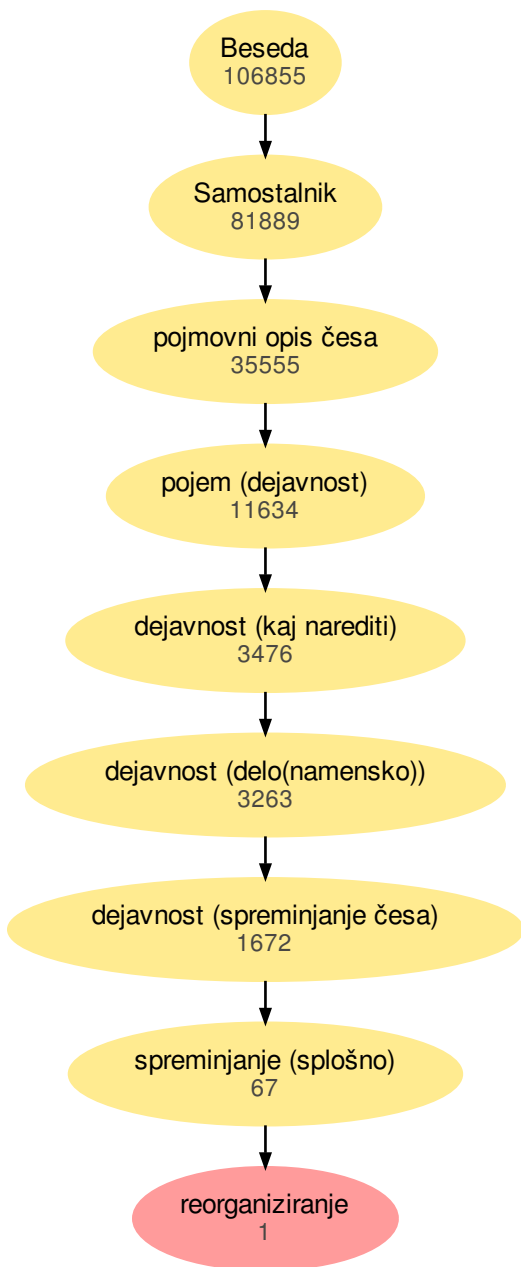 Beseda
106855
Samostalnik
81889
pojmovni opis česa
35555
pojem (dejavnost)
11634
dejavnost (kaj narediti)
3476
dejavnost (delo(namensko))
3263
dejavnost (spreminjanje česa)
1672
spreminjanje (splošno)
67
reorganiziranje
1